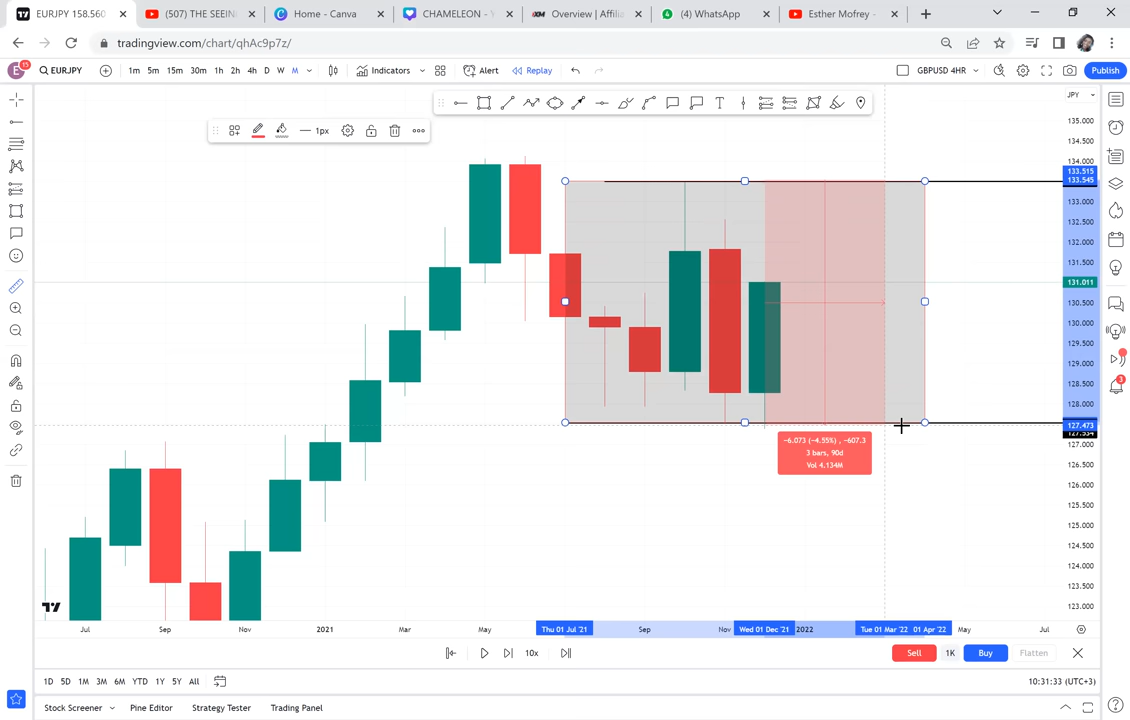 EURJPY 158.560
(507) THE SEEIN
Home - Canva
CHAMELEON - Y
Overview | Affilia
(4) WhatsApp
Esther Mofrey -
tradingview.com/chart/qhAc9p7z/
E
15
EURJPY
1m 5m 15m 30m 1h 2h 4h D W M
Indicators
Alert
Replay
GBPUSD 4HR
Publish
1px
JPY
135.000
134.500
134.000
133.515
133.545
133.000
132.500
132.000
131.500
131.011
130.500
130.000
129.500
129.000
128.500
128.000
127.473
127.000
126.500
126.000
125.500
125.000
124.500
124.000
123.500
123.000
−6.073 (−4.55%) , −607.3
3 bars, 90d
Vol 4.134M
Jul Sep Nov 2021 Mar May Thu 01 Jul '21 Sep Nov Wed 01 Dec '21 2022 Tue 01 Mar '22 01 Apr '22 May Jul
10x
Sell 1K Buy Flatten
1D 5D 1M 3M 6M YTD 1Y 5Y All
10:31:33 (UTC+3)
Stock Screener Pine Editor Strategy Tester Trading Panel
3